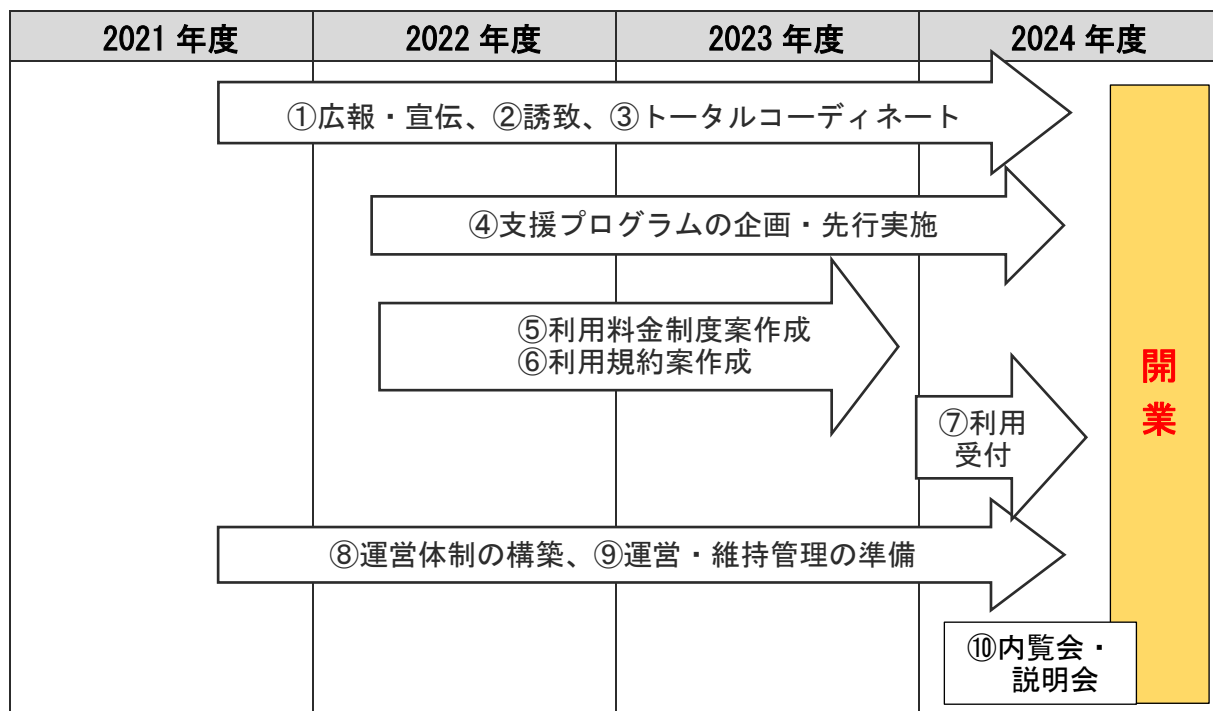 2021 年度
2022 年度
2023 年度
2024 年度
①広報・宣伝、②誘致、③トータルコーディネート
④支援プログラムの企画・先行実施
⑤利用料金制度案作成
⑥利用規約案作成
⑦利用
受付
開
業
⑧運営体制の構築、⑨運営・維持管理の準備
⑩内覧会・
説明会